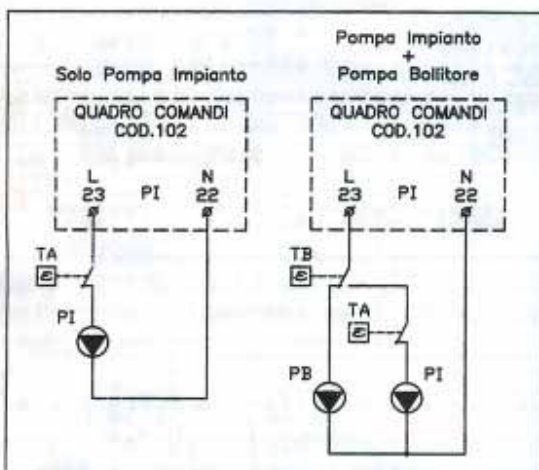 Solo Pompa Impianto
QUADRO COMANDI
COD.102
L
N
23
PI
22
TA
PI
Pompa Impianto
+
Pompa Bollitore
QUADRO COMANDI
COD.102
L
N
23
PI
22
TB
TA
PB
PI